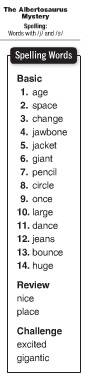 The Albertosaurus
Mystery
Spelling:
Words with /j/ and /s/
Spelling Words
Basic
1. age
2. space
3. change
4. jawbone
5. jacket
6. giant
7. pencil
8. circle
9. once
10. large
11. dance
12. jeans
13. bounce
14. huge
Review
nice
place
Challenge
excited
gigantic